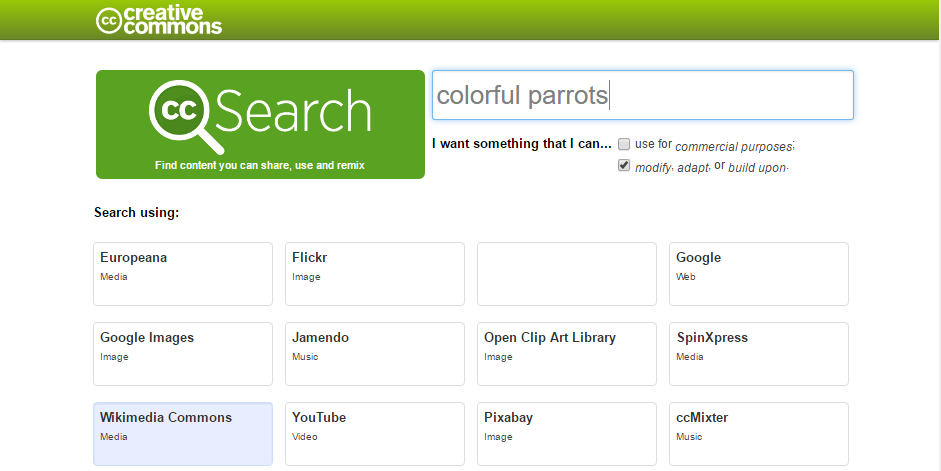 cc creative
commons
cc Search
Find content you can share, use and remix
colorful parrots
I want something that I can... use for commercial purposes;
modify, adapt, or build upon.
Search using:
Europeana Flickr Google
Media Image Web
Google Images Jamendo Open Clip Art Library SpinXpress
Image Music Image Media
Wikimedia Commons YouTube Pixabay ccMixter
Media Video Image Music